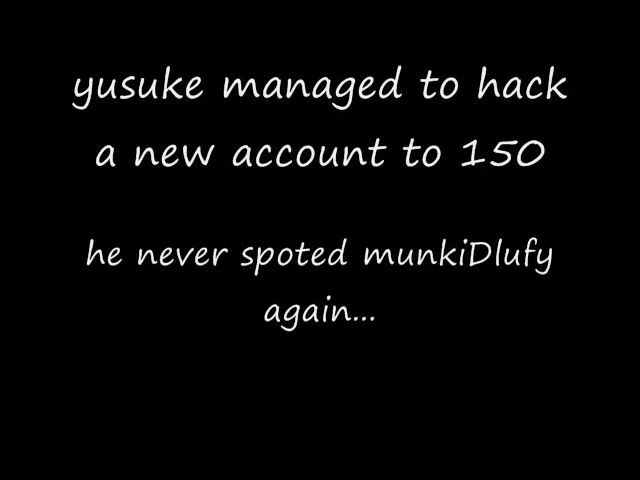 yusuke managed to hack
a new account to 150
he never spoted munkiDlufy
again...